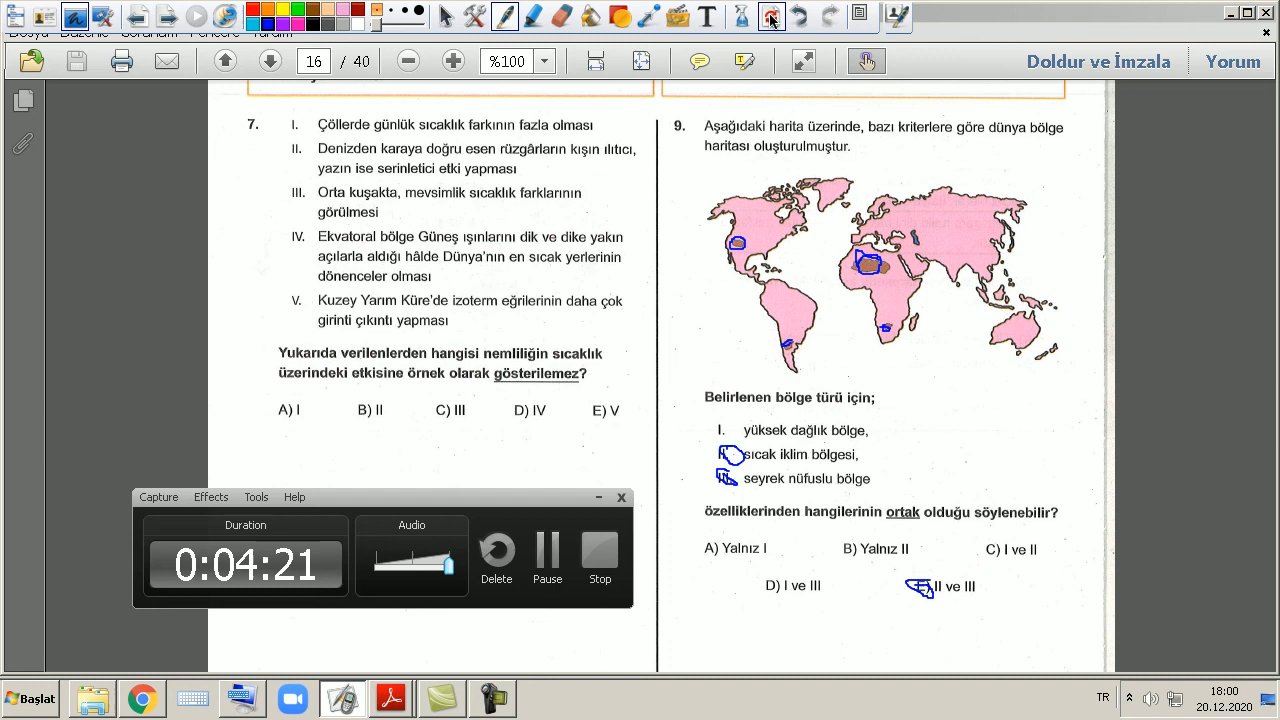 16 / 40
%100
Doldur ve İmzala
Yorum
7.
I. Çöllerde günlük sıcaklık farkının fazla olması
II. Denizden karaya doğru esen rüzgârların kışın ılıtıcı,
yazın ise serinletici etki yapması
III. Orta kuşakta, mevsimlik sıcaklık farklarının
görülmesi
IV. Ekvatoral bölge Güneş ışınlarını dik ve dike yakın
açılarla aldığı hâlde Dünya'nın en sıcak yerlerinin
dönenceler olması
V. Kuzey Yarım Küre'de izoterm eğrilerinin daha çok
girinti çıkıntı yapması
Yukarıda verilenlerden hangisi nemliliğin sıcaklık
üzerindeki etkisine örnek olarak gösterilemez?
A) I B) II C) III D) IV E) V
9. Aşağıdaki harita üzerinde, bazı kriterlere göre dünya bölge
haritası oluşturulmuştur.
Belirlenen bölge türü için;
I. yüksek dağlık bölge,
sıcak iklim bölgesi,
seyrek nüfuslu bölge
özelliklerinden hangilerinin ortak olduğu söylenebilir?
A) Yalnız I B) Yalnız II C) I ve II
D) I ve III E) II ve III
Capture Effects Tools Help
Duration
0:04:21
Audio
Delete
Pause
Stop
Başlat
TR
18:00
20.12.2020